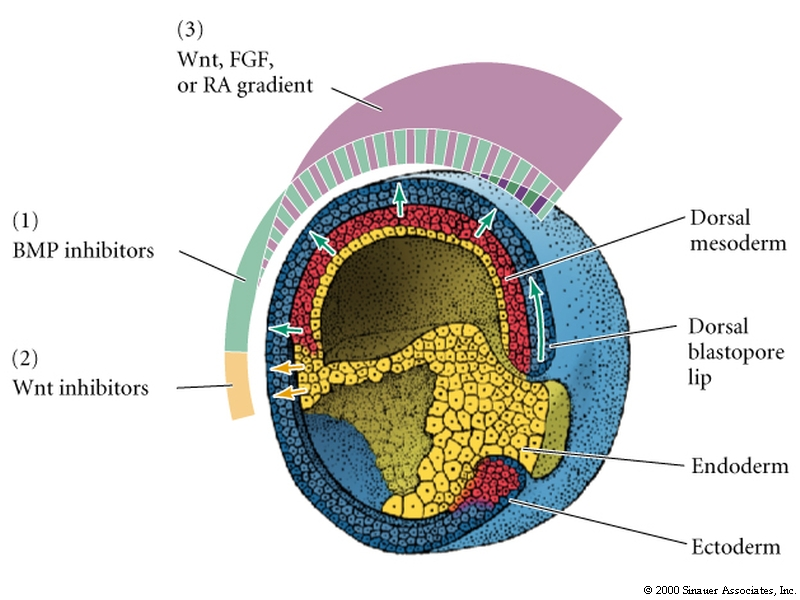 (3)
Wnt, FGF,
or RA gradient
(1)
BMP inhibitors
(2)
Wnt inhibitors
Dorsal
mesoderm
Dorsal
blastopore
lip
Endoderm
Ectoderm
© 2000 Sinauer Associates, Inc.